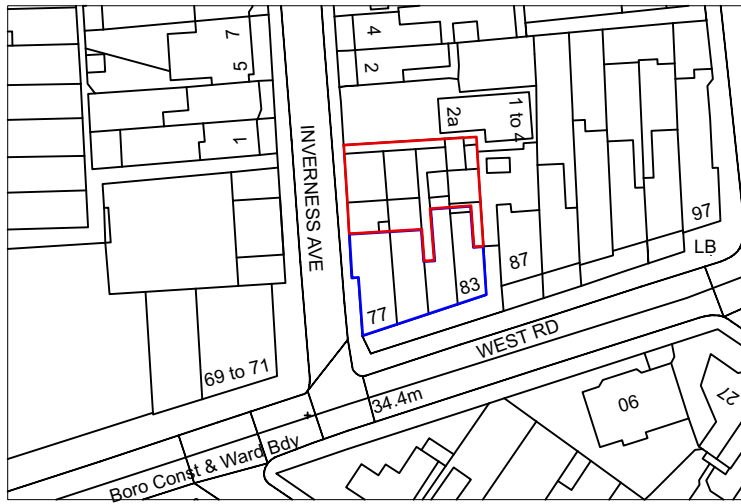 4
2
7
5
1
2a
1 to 4
INVERNESS AVE
97
LB
87
83
77
WEST RD
69 to 71
34.4m
90
27
Boro Const & Ward Bdy